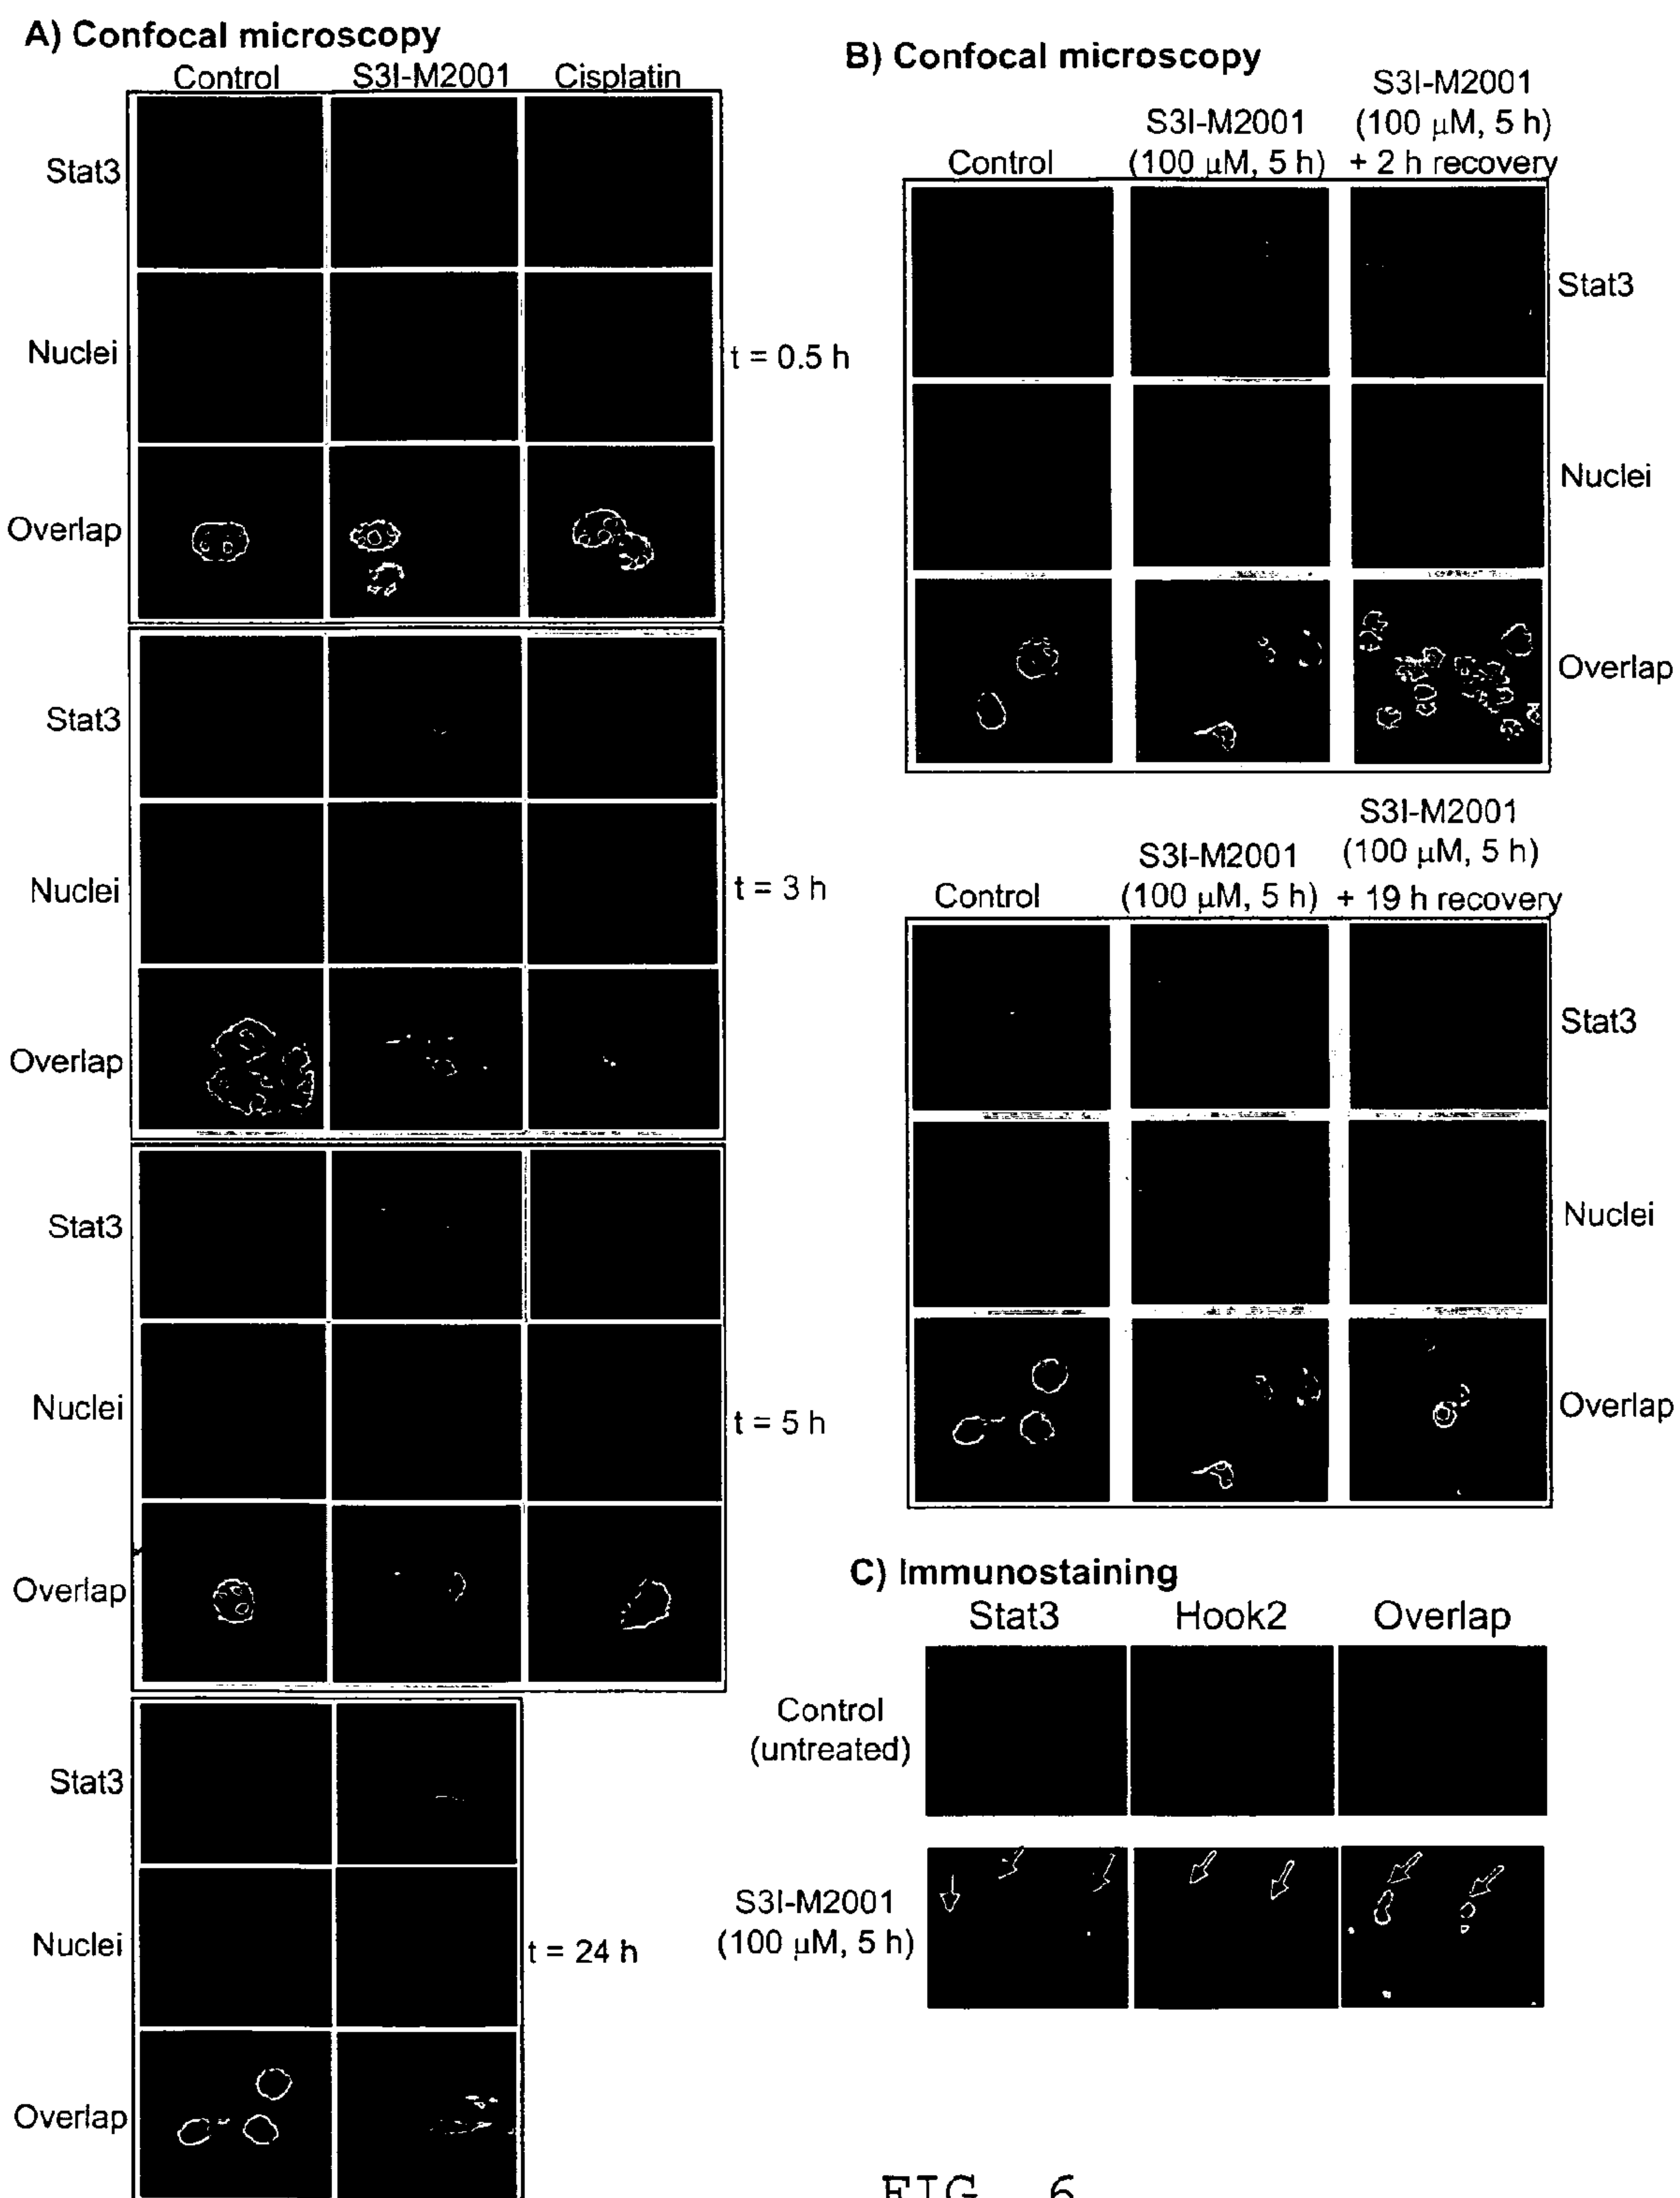 A) Confocal microscopy
Control S3I-M2001 Cisplatin
Stat3
Nuclei
t = 0.5 h
Overlap
Stat3
Nuclei
t = 3 h
Overlap
Stat3
Nuclei
t = 5 h
Overlap
Stat3
Nuclei
t = 24 h
Overlap
B) Confocal microscopy
Control
S3I-M2001
(100 µM, 5 h)
S3I-M2001
(100 µM, 5 h)
+ 2 h recovery
Stat3
Nuclei
Overlap
Control
S3I-M2001
(100 µM, 5 h)
S3I-M2001
(100 µM, 5 h)
+ 19 h recovery
Stat3
Nuclei
Overlap
C) Immunostaining
Stat3 Hook2 Overlap
Control
(untreated)
S3I-M2001
(100 µM, 5 h)
FIG. 6